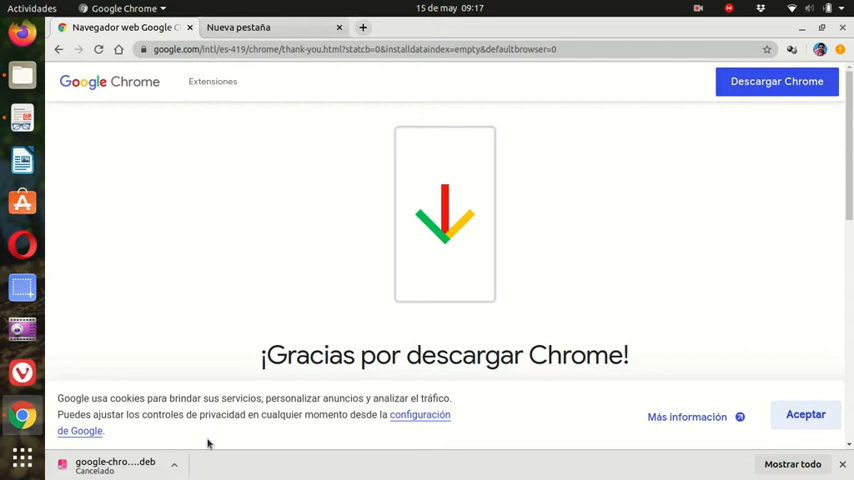 Actividades
Google Chrome
15 de may 09:17
Navegador web Google C
Nueva pestaña
google.com/intl/es-419/chrome/thank-you.html?statcb=0&installdataindex=empty&defaultbrowser=0
Google Chrome
Extensiones
Descargar Chrome
¡Gracias por descargar Chrome!
Google usa cookies para brindar sus servicios, personalizar anuncios y analizar el tráfico.
Puedes ajustar los controles de privacidad en cualquier momento desde la configuración
de Google.
Más información
Aceptar
google-chro....deb
Cancelado
Mostrar todo